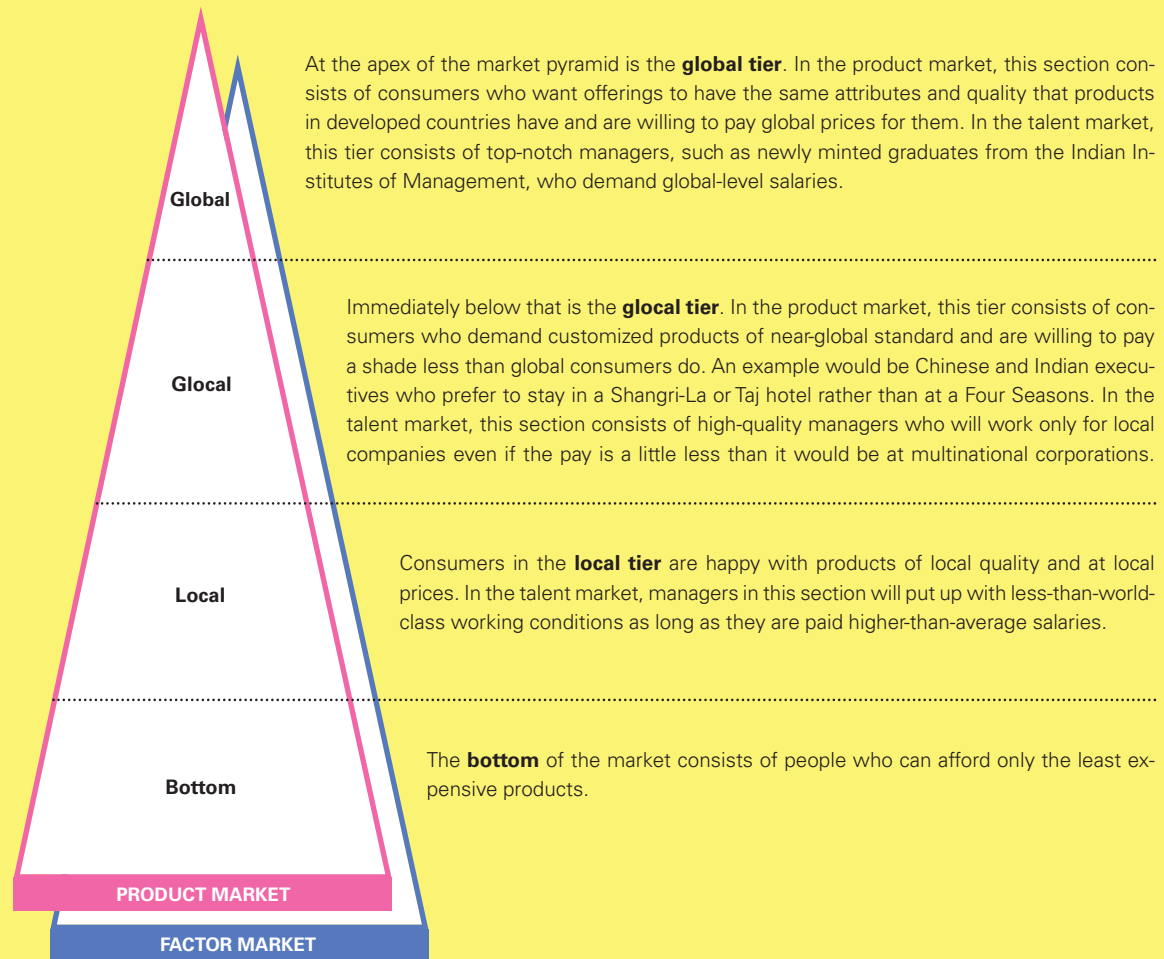 At the apex of the market pyramid is the global tier. In the product market, this section con-
sists of consumers who want offerings to have the same attributes and quality that products
in developed countries have and are willing to pay global prices for them. In the talent market,
this tier consists of top-notch managers, such as newly minted graduates from the Indian In-
stitutes of Management, who demand global-level salaries.
Global
Immediately below that is the glocal tier. In the product market, this tier consists of con-
sumers who demand customized products of near-global standard and are willing to pay
a shade less than global consumers do. An example would be Chinese and Indian execu-
tives who prefer to stay in a Shangri-La or Taj hotel rather than at a Four Seasons. In the
talent market, this section consists of high-quality managers who will work only for local
companies even if the pay is a little less than it would be at multinational corporations.
Glocal
Consumers in the local tier are happy with products of local quality and at local
prices. In the talent market, managers in this section will put up with less-than-world-
class working conditions as long as they are paid higher-than-average salaries.
Local
The bottom of the market consists of people who can afford only the least ex-
pensive products.
Bottom
PRODUCT MARKET
FACTOR MARKET